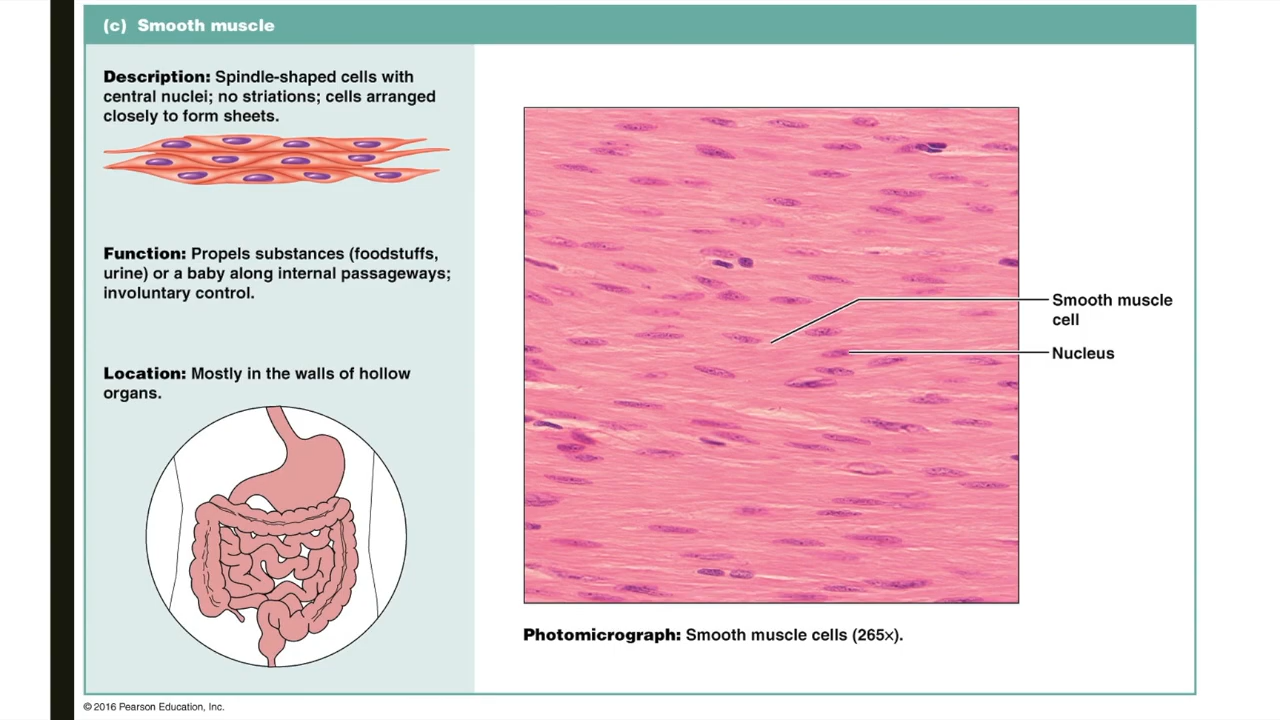 (c) Smooth muscle
Description: Spindle-shaped cells with
central nuclei; no striations; cells arranged
closely to form sheets.
Function: Propels substances (foodstuffs,
urine) or a baby along internal passageways;
involuntary control.
Location: Mostly in the walls of hollow
organs.
Smooth muscle
cell
Nucleus
Photomicrograph: Smooth muscle cells (265×).
© 2016 Pearson Education, Inc.